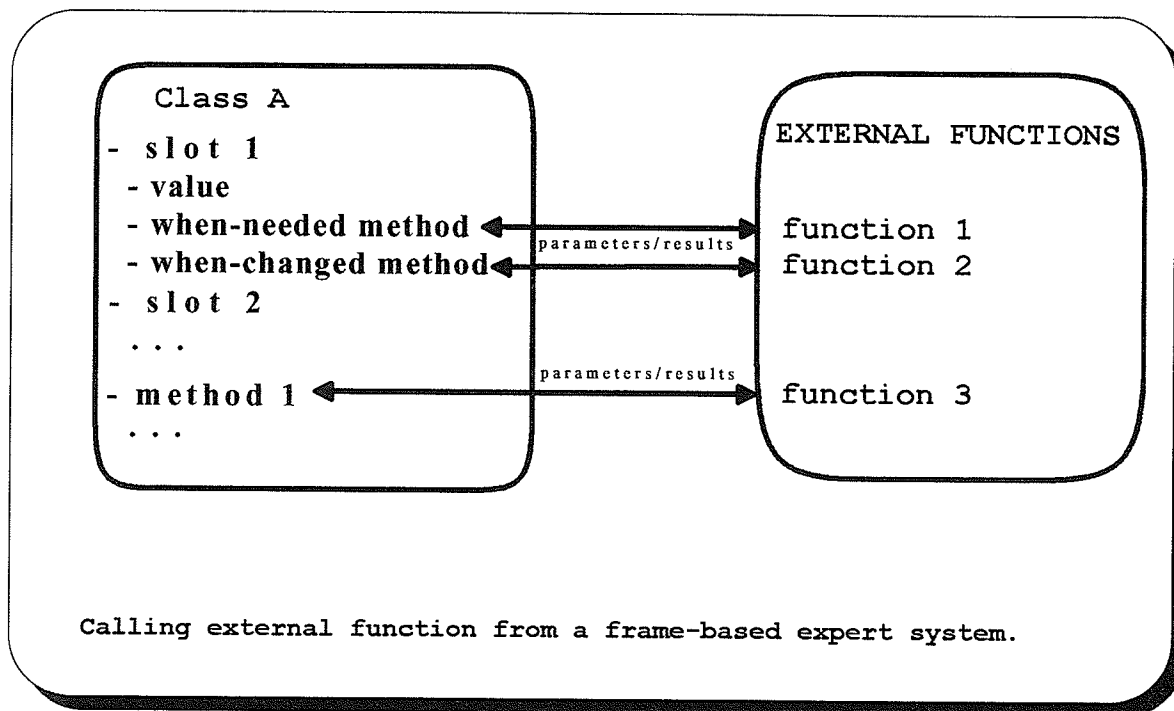 Class A
- slot 1
- value
- when-needed method
- when-changed method
- slot 2
. . .
- method 1
. . .
parameters/results
parameters/results
EXTERNAL FUNCTIONS
function 1
function 2
function 3
Calling external function from a frame-based expert system.